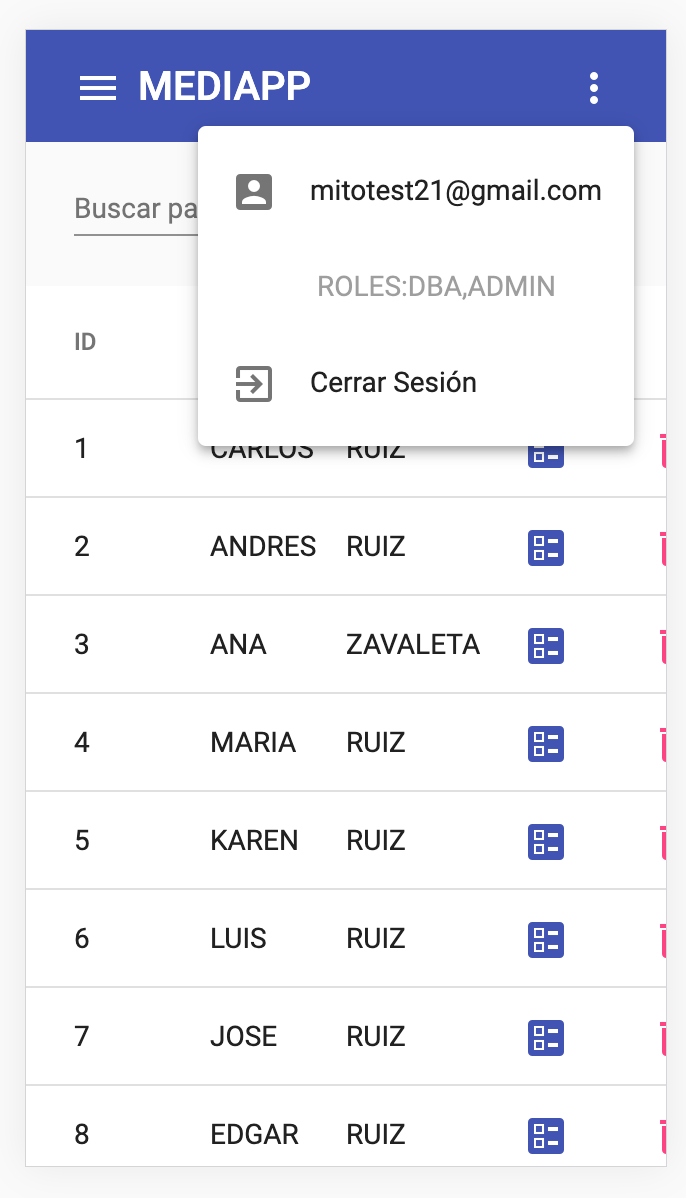 MEDIAPP
mitotest21@gmail.com
Buscar pa
ROLES:DBA,ADMIN
ID
Cerrar Sesión
1 CARLOS RUIZ
2 ANDRES RUIZ
3 ANA ZAVALETA
4 MARIA RUIZ
5 KAREN RUIZ
6 LUIS RUIZ
7 JOSE RUIZ
8 EDGAR RUIZ